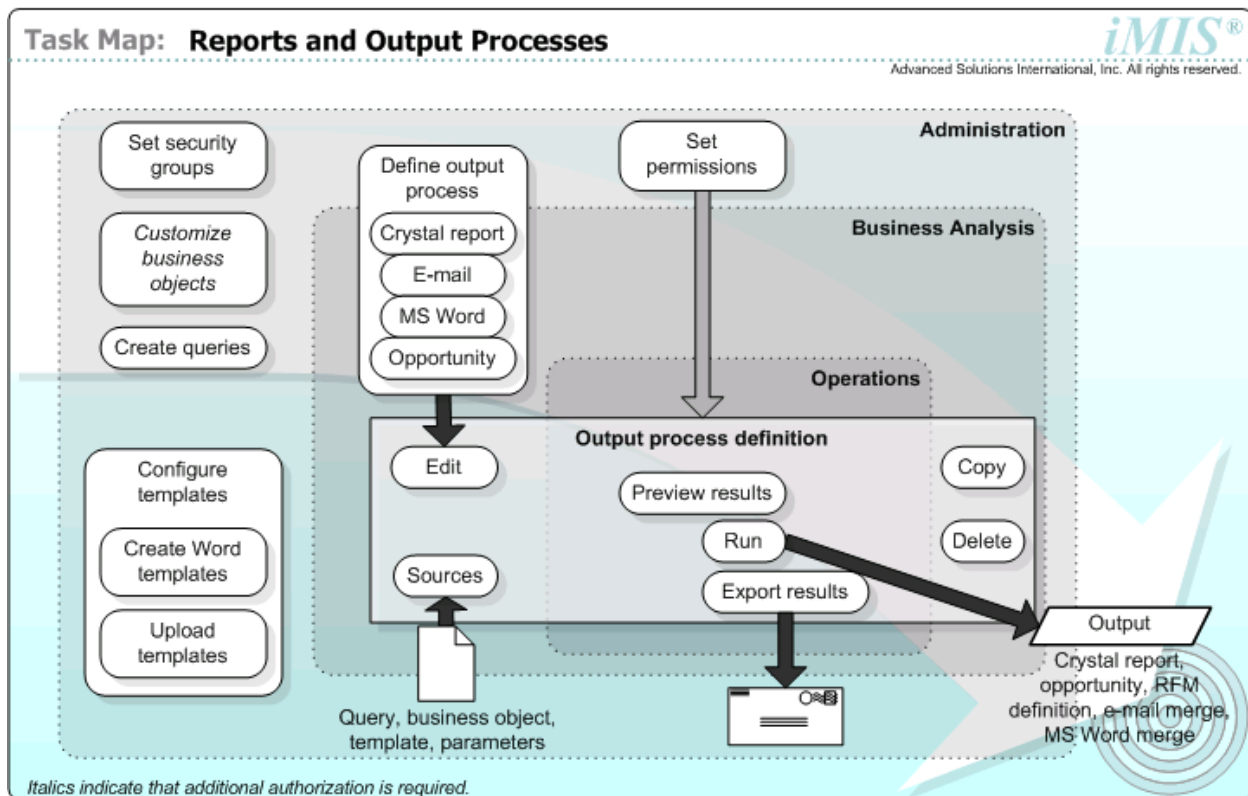 Task Map: Reports and Output Processes
iMIS®
Advanced Solutions International, Inc. All rights reserved.
Administration
Set security
groups
Customize
business
objects
Create queries
Define output
process
Crystal report
E-mail
MS Word
Opportunity
Set
permissions
Business Analysis
Operations
Output process definition
Edit
Sources
Preview results
Run
Export results
Copy
Delete
Configure
templates
Create Word
templates
Upload
templates
Query, business object,
template, parameters
Output
Crystal report,
opportunity, RFM
definition, e-mail merge,
MS Word merge
Italics indicate that additional authorization is required.